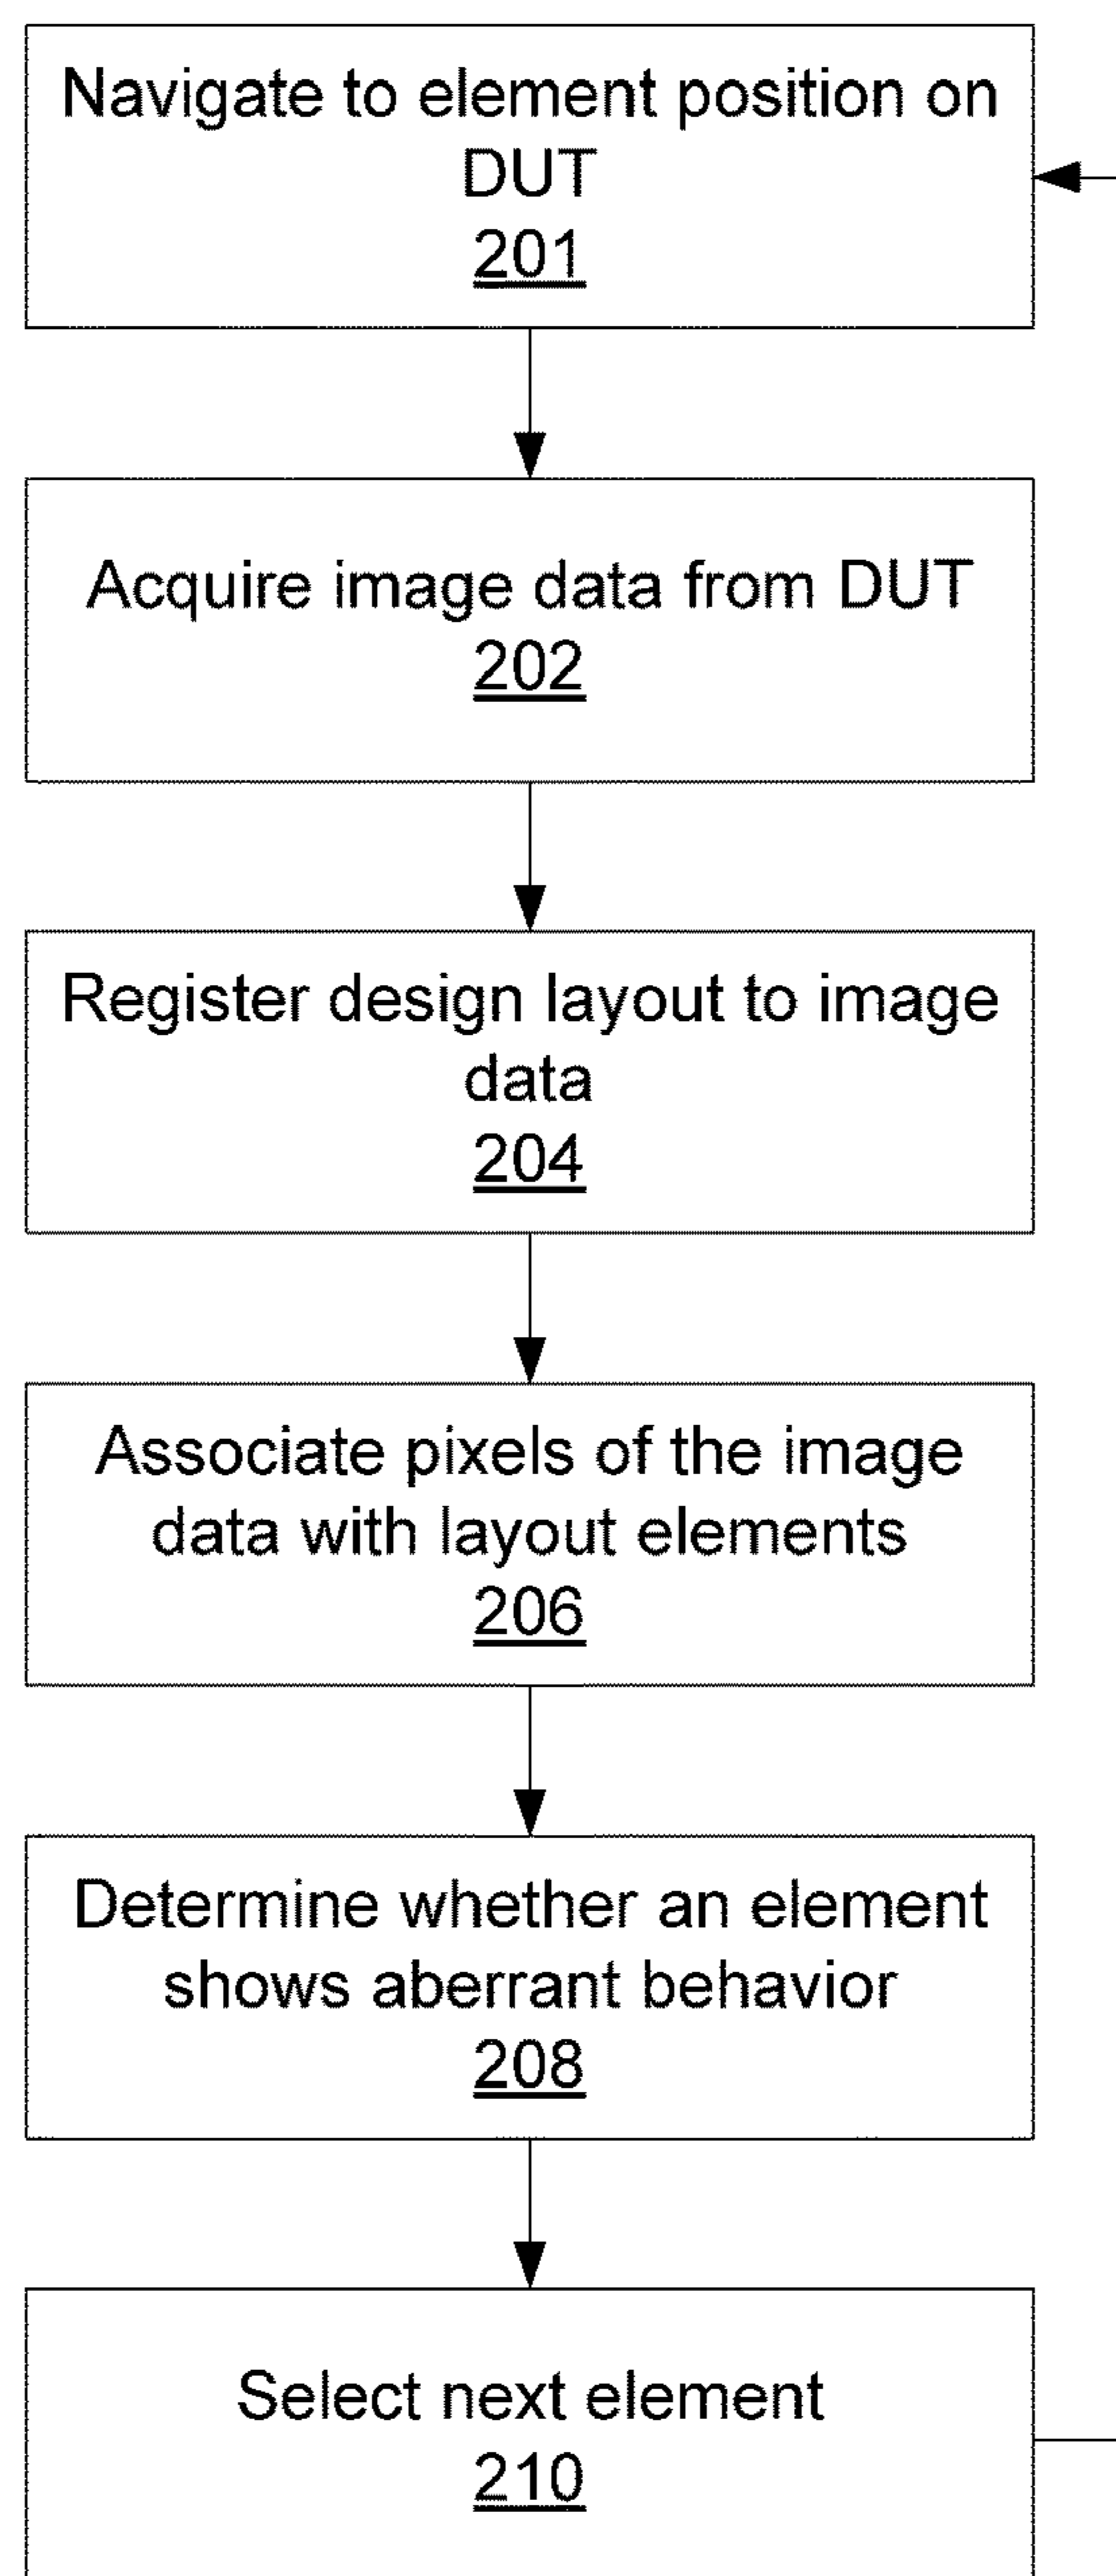 Navigate to element position on
DUT
201
Acquire image data from DUT
202
Register design layout to image
data
204
Associate pixels of the image
data with layout elements
206
Determine whether an element
shows aberrant behavior
208
Select next element
210